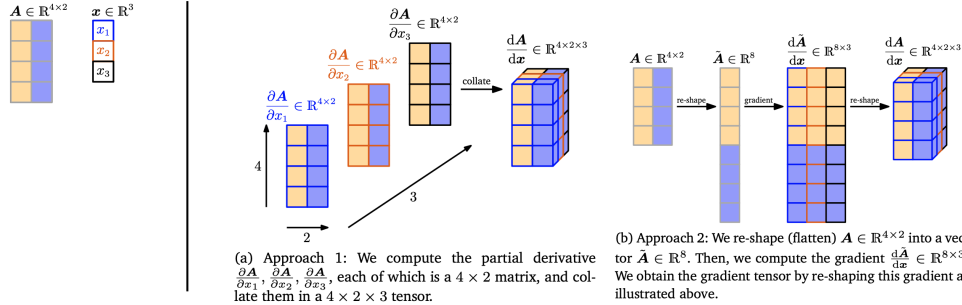 A ∈ ℝ^{4×2} x ∈ ℝ^3
x_1
x_2
x_3
∂A/∂x_3 ∈ ℝ^{4×2}
∂A/∂x_2 ∈ ℝ^{4×2}
∂A/∂x_1 ∈ ℝ^{4×2}
4
2
3
collate
dA/dx ∈ ℝ^{4×2×3}
(a) Approach 1: We compute the partial derivative
∂A/∂x_1, ∂A/∂x_2, ∂A/∂x_3, each of which is a 4 × 2 matrix, and col-
late them in a 4 × 2 × 3 tensor.
A ∈ ℝ^{4×2} Ã ∈ ℝ^8 dÃ/dx ∈ ℝ^{8×3} dA/dx ∈ ℝ^{4×2×3}
re-shape gradient re-shape
(b) Approach 2: We re-shape (flatten) A ∈ ℝ^{4×2} into a vec
tor Ã ∈ ℝ^8. Then, we compute the gradient dÃ/dx ∈ ℝ^{8×3}
We obtain the gradient tensor by re-shaping this gradient a
illustrated above.